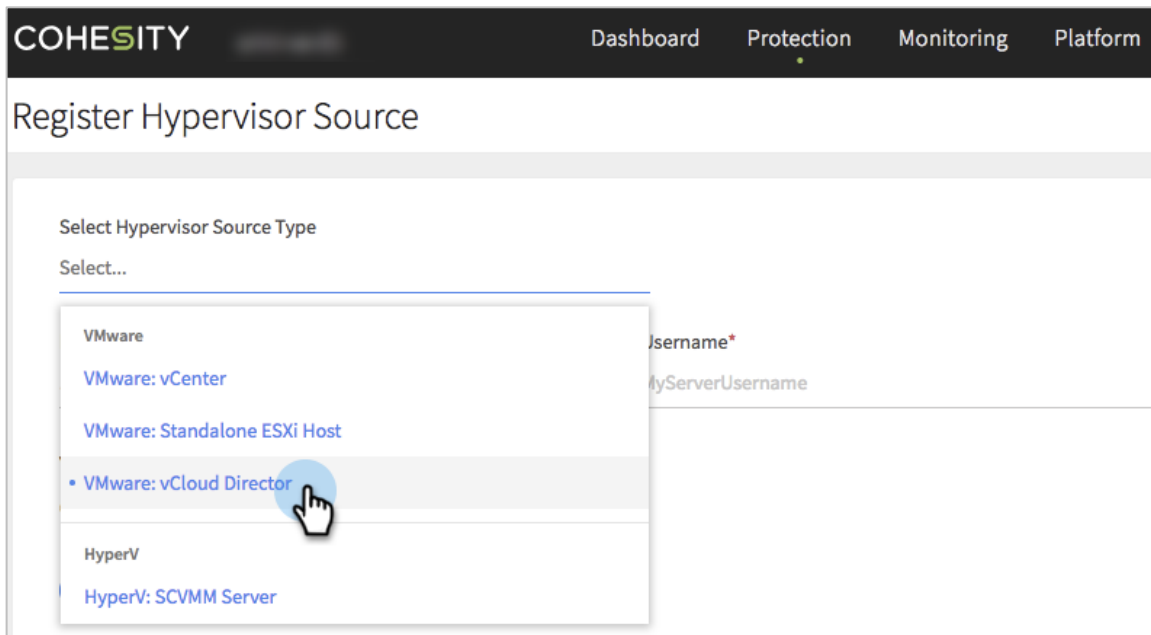 COHESITY
Dashboard Protection Monitoring Platform
Register Hypervisor Source
Select Hypervisor Source Type
Select...
VMware
VMware: vCenter
VMware: Standalone ESXi Host
VMware: vCloud Director
HyperV
HyperV: SCVMM Server
Username*
MyServerUsername